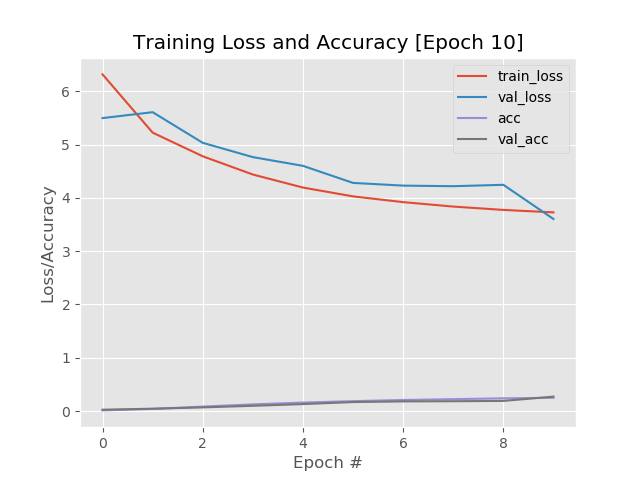 Training Loss and Accuracy [Epoch 10]
train_loss
val_loss
acc
val_acc
Loss/Accuracy
6
5
4
3
2
1
0
0 2 4 6 8
Epoch #